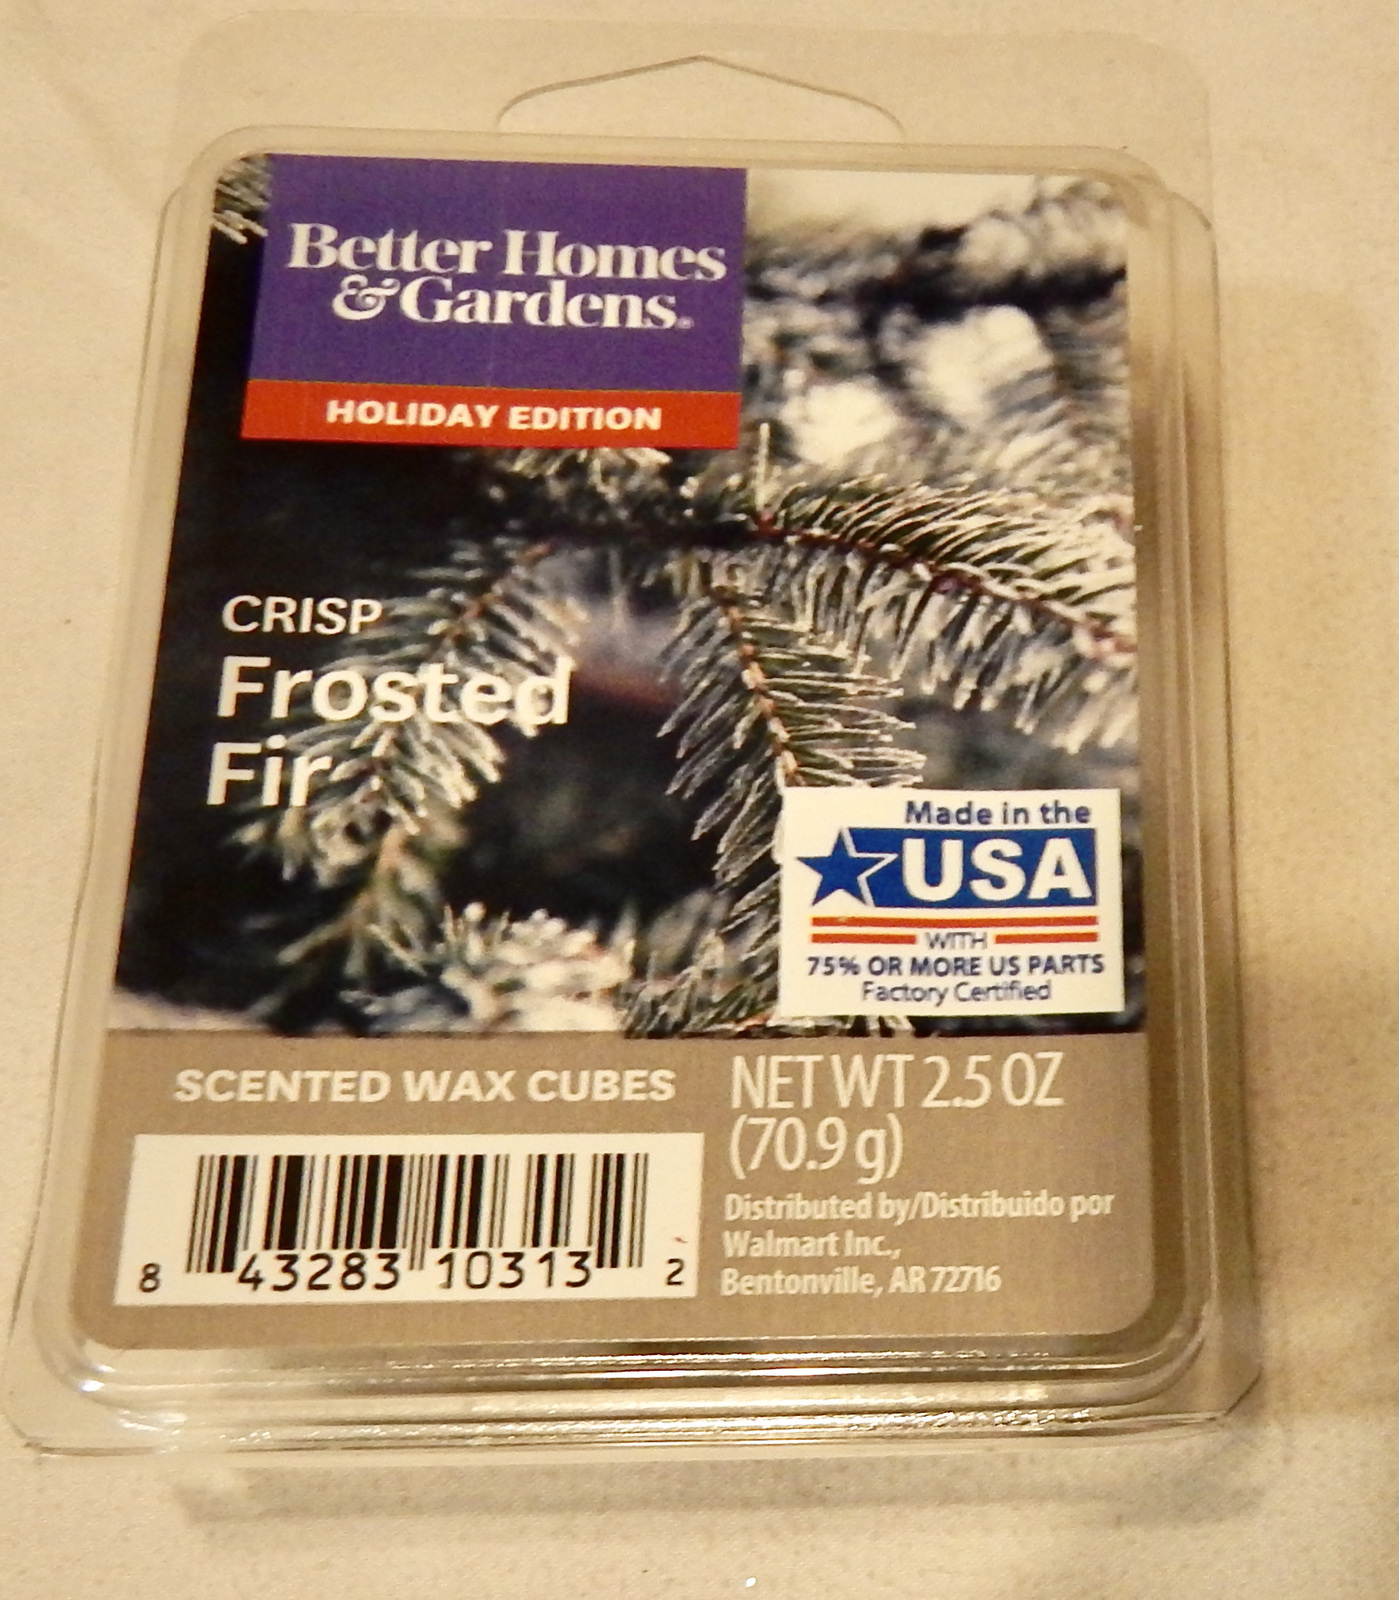 Better Homes
& Gardens®
HOLIDAY EDITION
CRISP
Frosted
Fir
Made in the
USA
WITH
75% OR MORE US PARTS
Factory Certified
SCENTED WAX CUBES
NET WT 2.5 OZ
(70.9 g)
Distributed by/Distribuido por
Walmart Inc.,
Bentonville, AR 72716
8 43283 10313 2